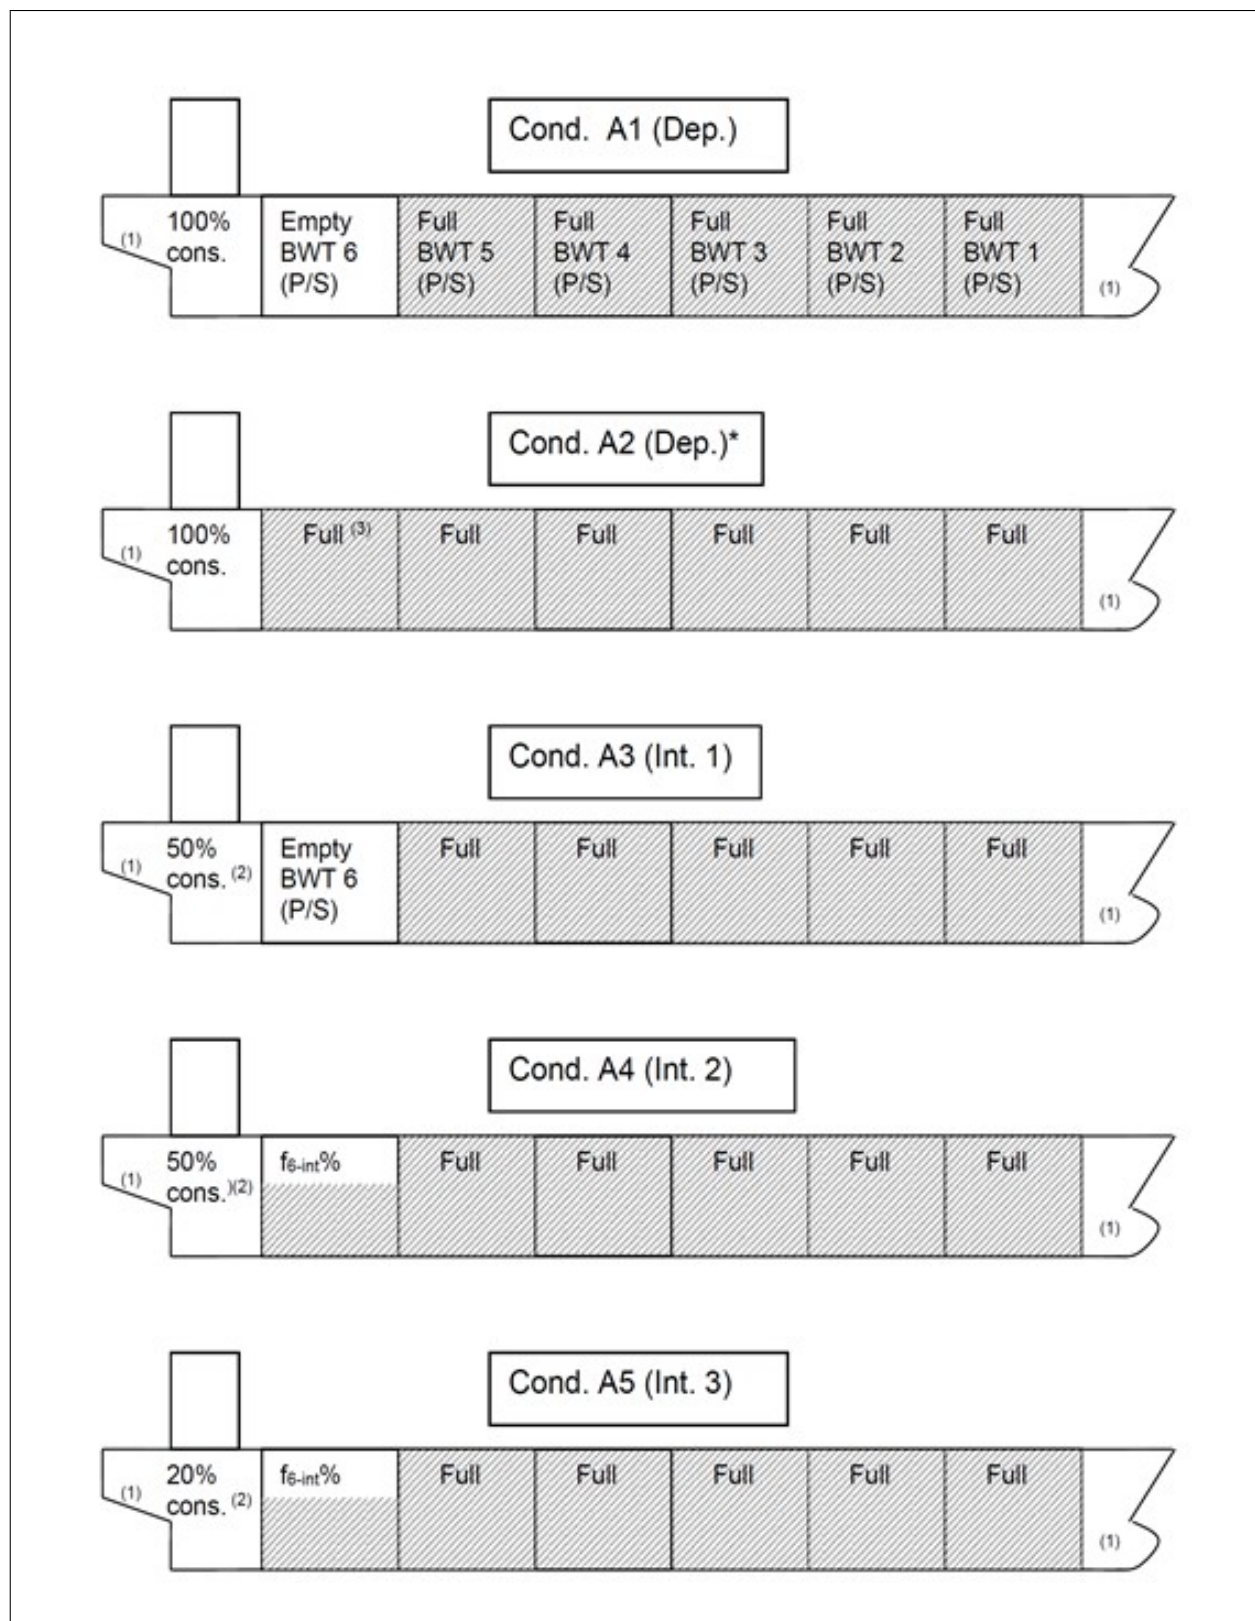 Cond. A1 (Dep.)
(1) 100% cons.
Empty BWT 6 (P/S)
Full BWT 5 (P/S)
Full BWT 4 (P/S)
Full BWT 3 (P/S)
Full BWT 2 (P/S)
Full BWT 1 (P/S)
(1)
Cond. A2 (Dep.)*
(1) 100% cons.
Full (3)
Full
Full
Full
Full
Full
(1)
Cond. A3 (Int. 1)
(1) 50% cons. (2)
Empty BWT 6 (P/S)
Full
Full
Full
Full
Full
(1)
Cond. A4 (Int. 2)
(1) 50% cons.)(2)
f6-int%
Full
Full
Full
Full
Full
(1)
Cond. A5 (Int. 3)
(1) 20% cons. (2)
f6-int%
Full
Full
Full
Full
Full
(1)